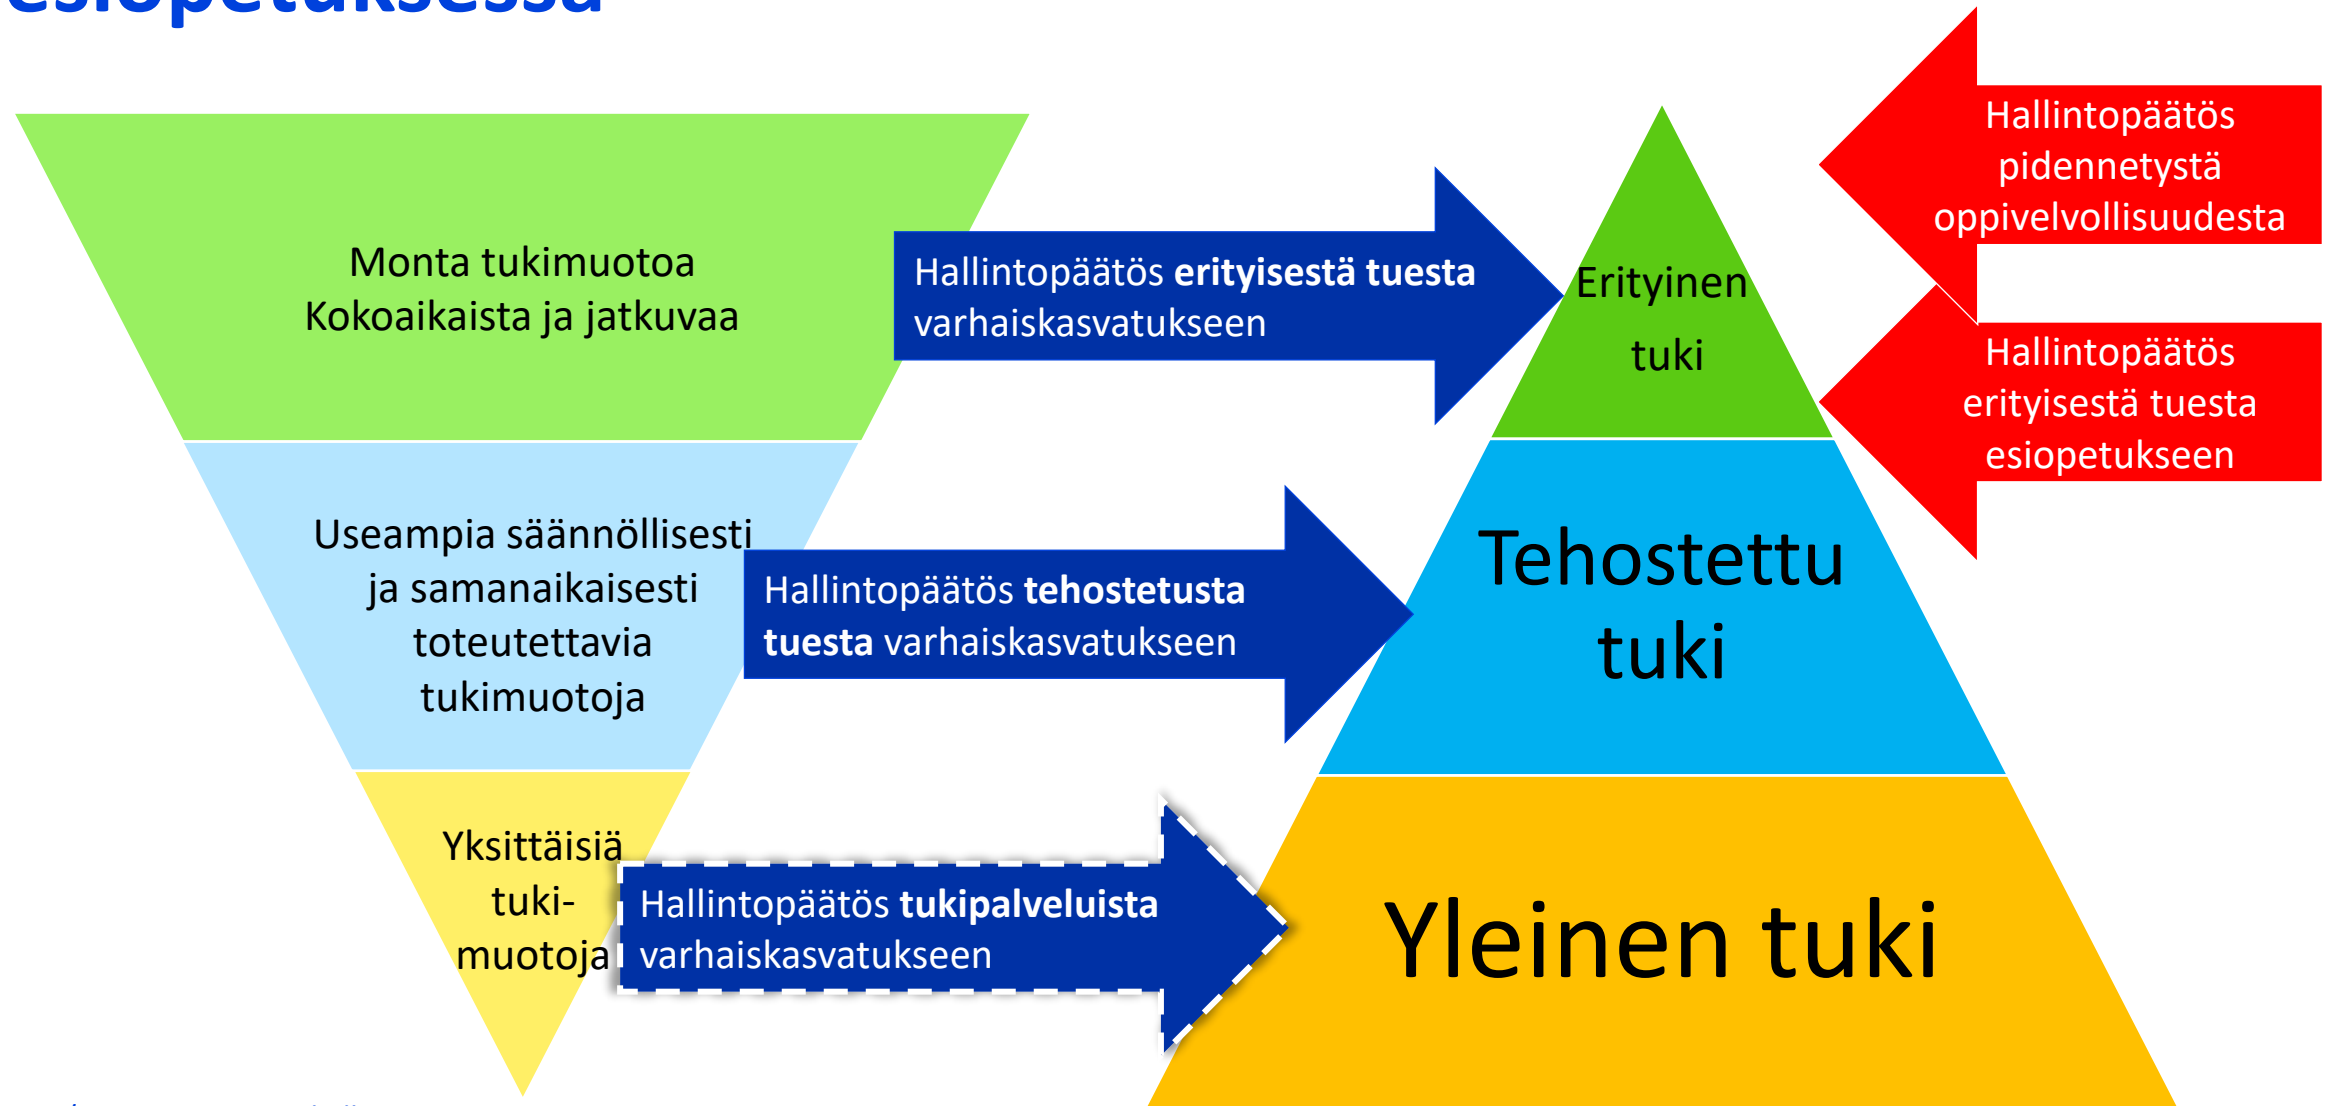 esiopetuksessa
Monta tukimuotoa
Kokoaikaista ja jatkuvaa
Hallintopäätös erityisestä tuesta
varhaiskasvatukseen
Erityinen
tuki
Hallintopäätös
pidennetystä
oppivelvollisuudesta
Hallintopäätös
erityisestä tuesta
esiopetukseen
Useampia säännöllisesti
ja samanaikaisesti
toteutettavia
tukimuotoja
Hallintopäätös tehostetusta
tuesta varhaiskasvatukseen
Tehostettu
tuki
Yksittäisiä
tuki-
muotoja
Hallintopäätös tukipalveluista
varhaiskasvatukseen
Yleinen tuki